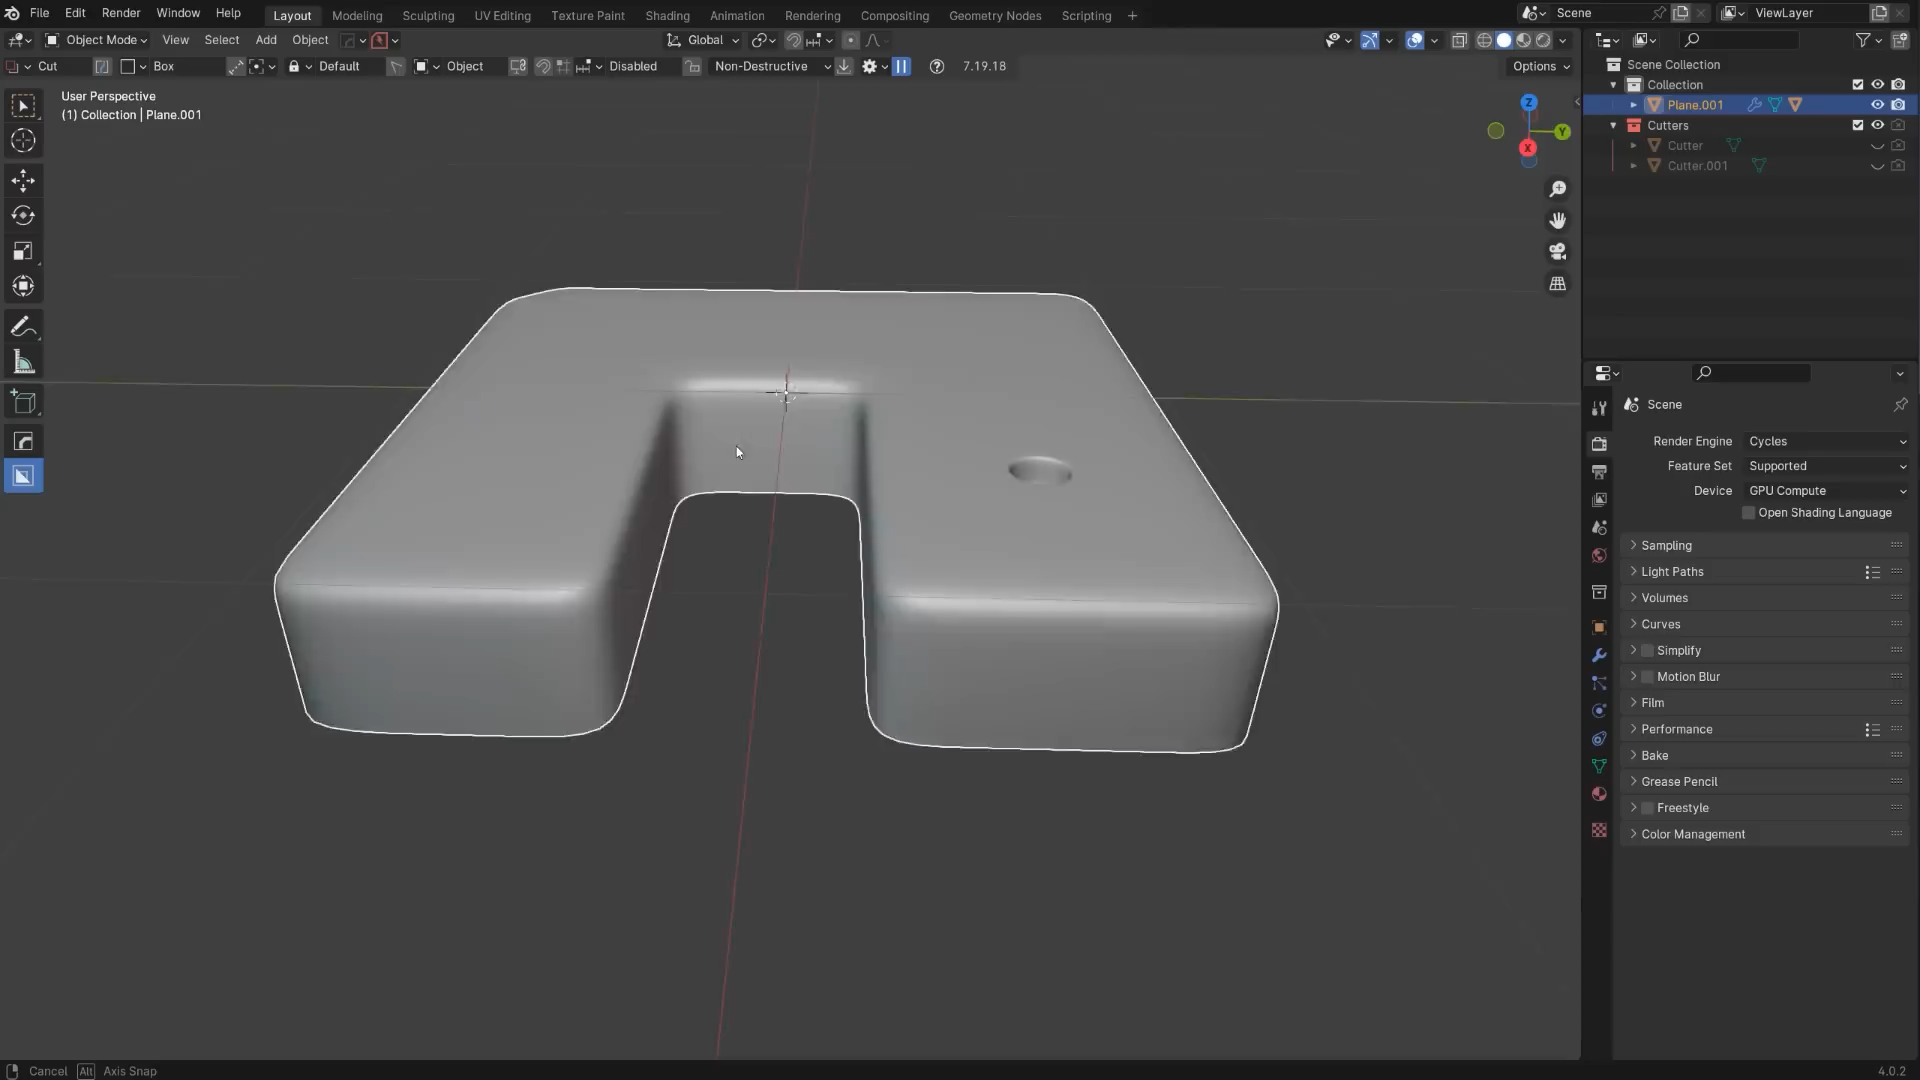 File Edit Render Window Help Layout Modeling Sculpting UV Editing Texture Paint Shading Animation Rendering Compositing Geometry Nodes Scripting + Scene ViewLayer
Object Mode View Select Add Object Global
Cut Box Default Object Disabled Non-Destructive 7.19.18 Options
User Perspective
(1) Collection | Plane.001
Z
Y
X
Scene Collection
Collection
Plane.001
Cutters
Cutter
Cutter.001
Scene
Render Engine Cycles
Feature Set Supported
Device GPU Compute
Open Shading Language
Sampling
Light Paths
Volumes
Curves
Simplify
Motion Blur
Film
Performance
Bake
Grease Pencil
Freestyle
Color Management
Cancel Alt Axis Snap 4.0.2